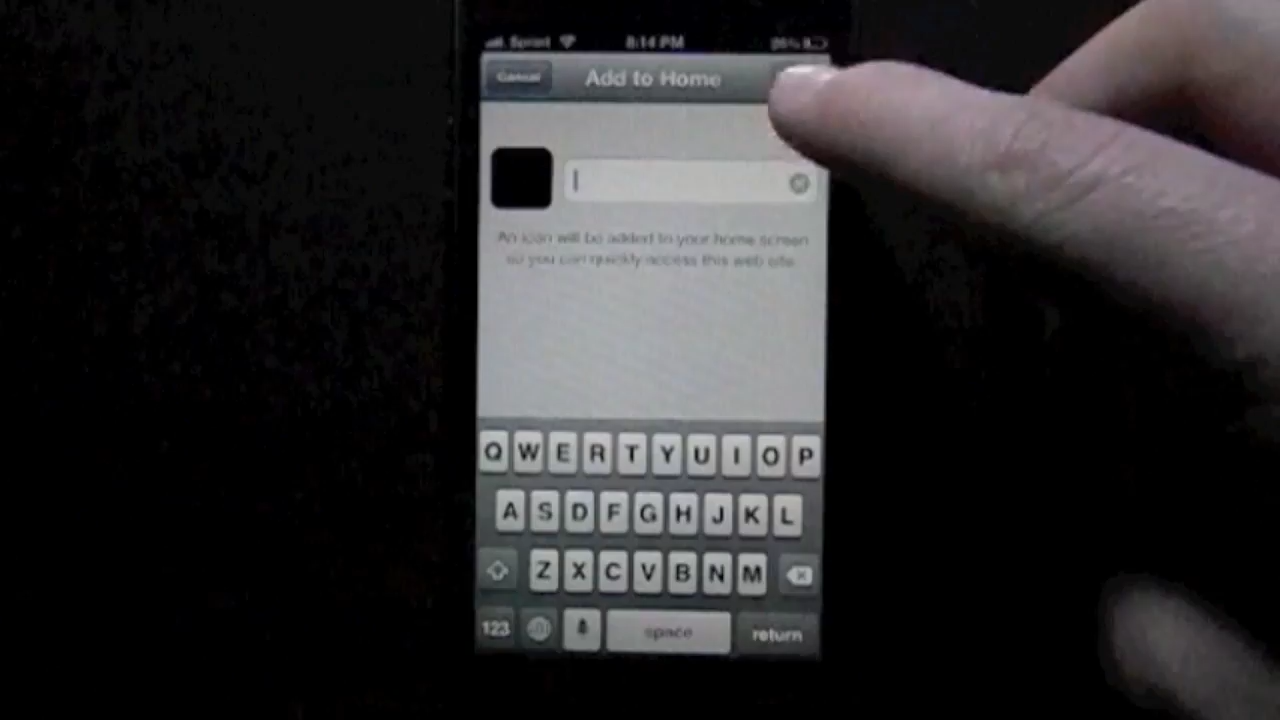 Sprint 8:14 PM
Cancel Add to Home
An icon will be added to your home screen
so you can quickly access this web site.
Q W E R T Y U I O P
A S D F G H J K L
Z X C V B N M
123 space return